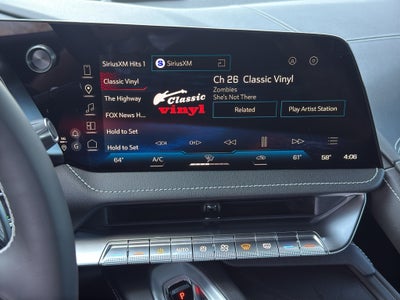 SiriusXM Hits 1
SiriusXM
Classic Vinyl
Ch 26 Classic Vinyl
Zombies
She's Not There
The Highway
Classic
vinyl
Related
Play Artist Station
FOX News H...
Hold to Set
Hold to Set
64°
A/C
61°
58°
4:06